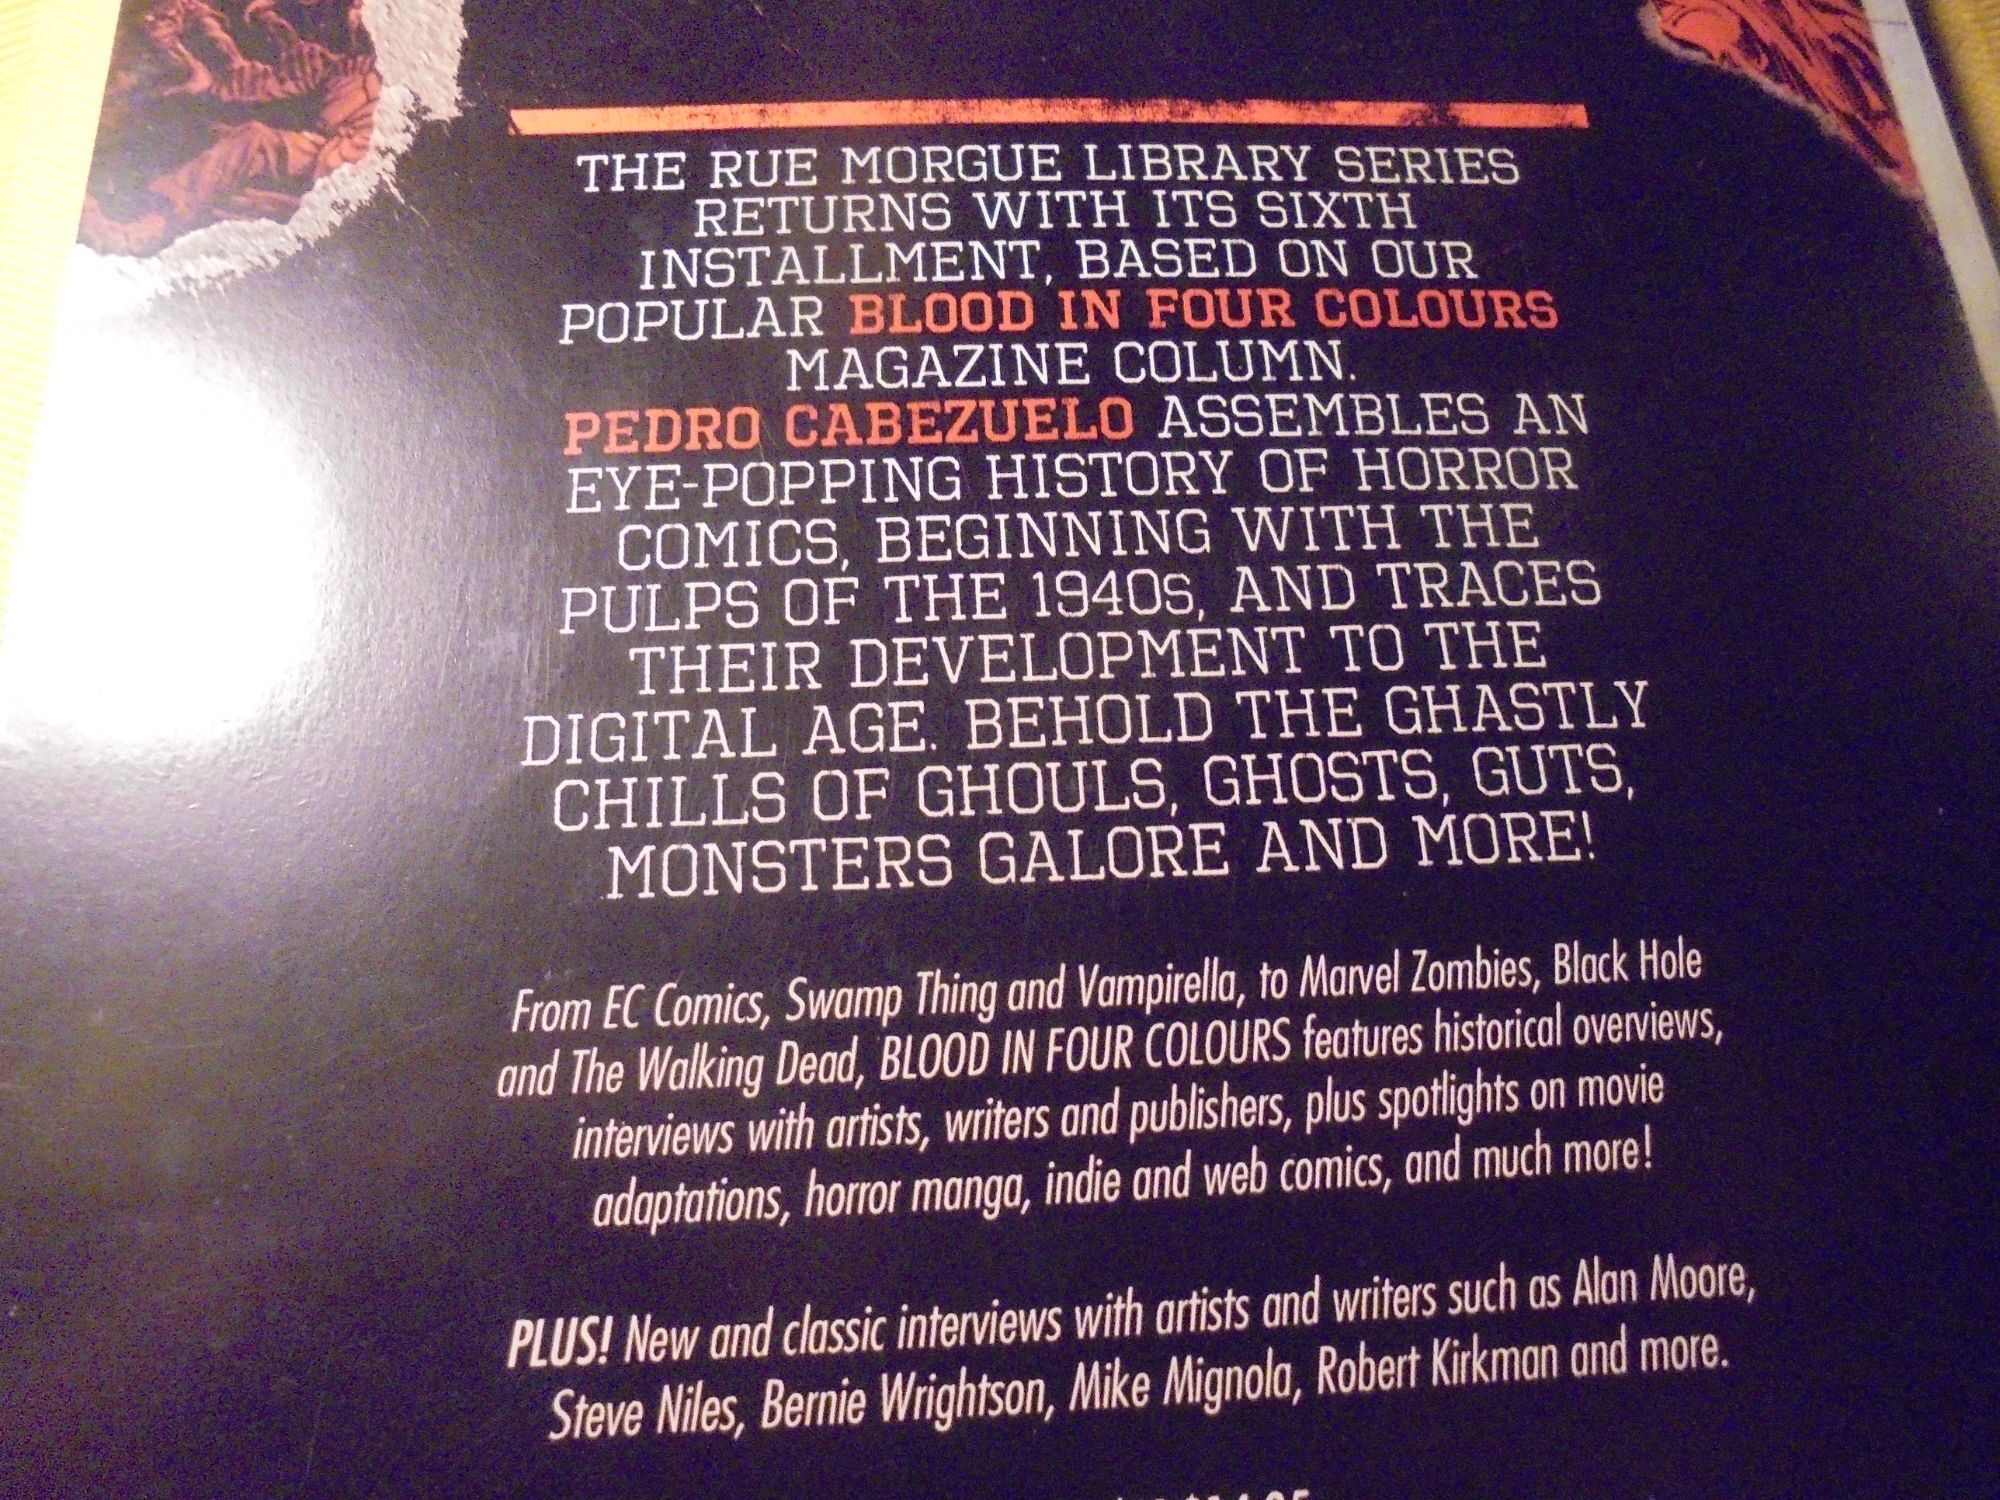 THE RUE MORGUE LIBRARY SERIES
RETURNS WITH ITS SIXTH
INSTALLMENT, BASED ON OUR
POPULAR BLOOD IN FOUR COLOURS
MAGAZINE COLUMN.
PEDRO CABEZUELO ASSEMBLES AN
EYE-POPPING HISTORY OF HORROR
COMICS, BEGINNING WITH THE
PULPS OF THE 1940s, AND TRACES
THEIR DEVELOPMENT TO THE
DIGITAL AGE. BEHOLD THE GHASTLY
CHILLS OF GHOULS, GHOSTS, GUTS,
MONSTERS GALORE AND MORE!
From EC Comics, Swamp Thing and Vampirella, to Marvel Zombies, Black Hole
and The Walking Dead, BLOOD IN FOUR COLOURS features historical overviews,
interviews with artists, writers and publishers, plus spotlights on movie
adaptations, horror manga, indie and web comics, and much more!
PLUS! New and classic interviews with artists and writers such as Alan Moore,
Steve Niles, Bernie Wrightson, Mike Mignola, Robert Kirkman and more.